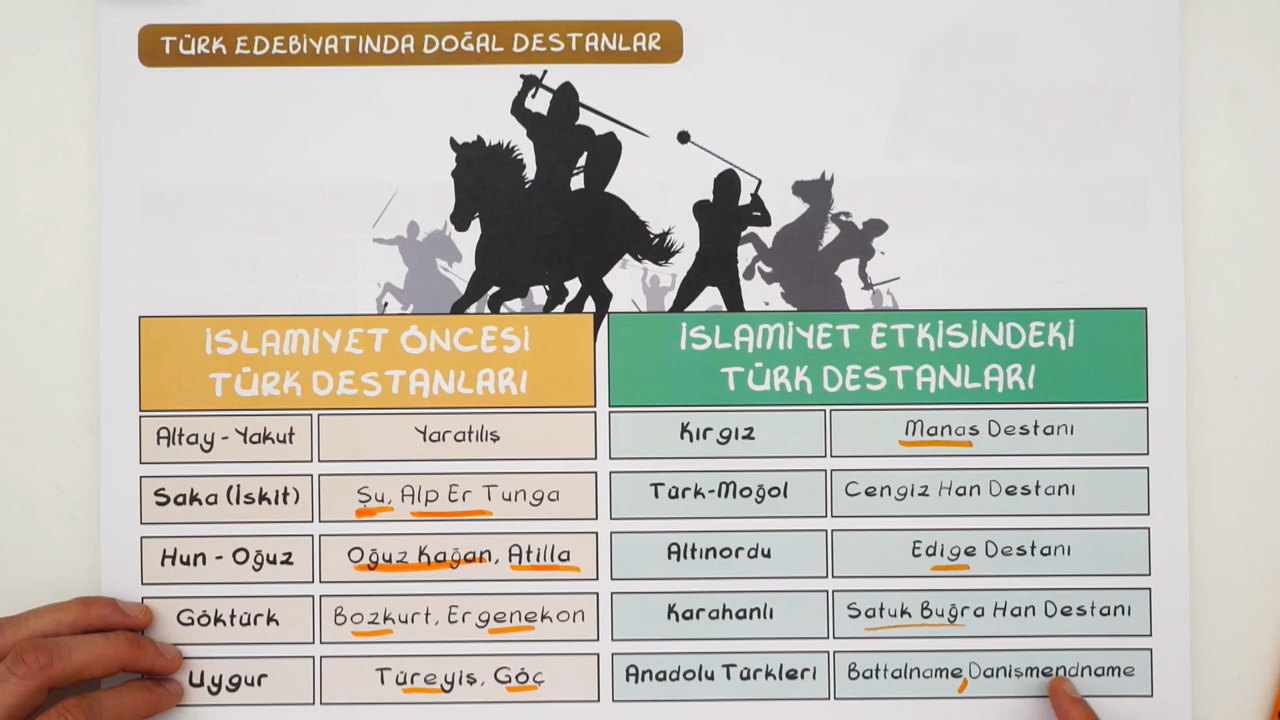 TÜRK EDEBİYATINDA DOĞAL DESTANLAR
İSLAMİYET ÖNCESİ
TÜRK DESTANLARI
Altay - Yakut
Yaratılış
Saka (İskit)
Şu, Alp Er Tunga
Hun - Oğuz
Oğuz Kağan, Atilla
Göktürk
Bozkurt, Ergenekon
Uygur
Türeyiş, Göç
İSLAMİYET ETKİSİNDEKİ
TÜRK DESTANLARI
Kırgız
Manas Destanı
Türk-Moğol
Cengiz Han Destanı
Altınordu
Edige Destanı
Karahanlı
Satuk Buğra Han Destanı
Anadolu Türkleri
Battalname, Danişmendname